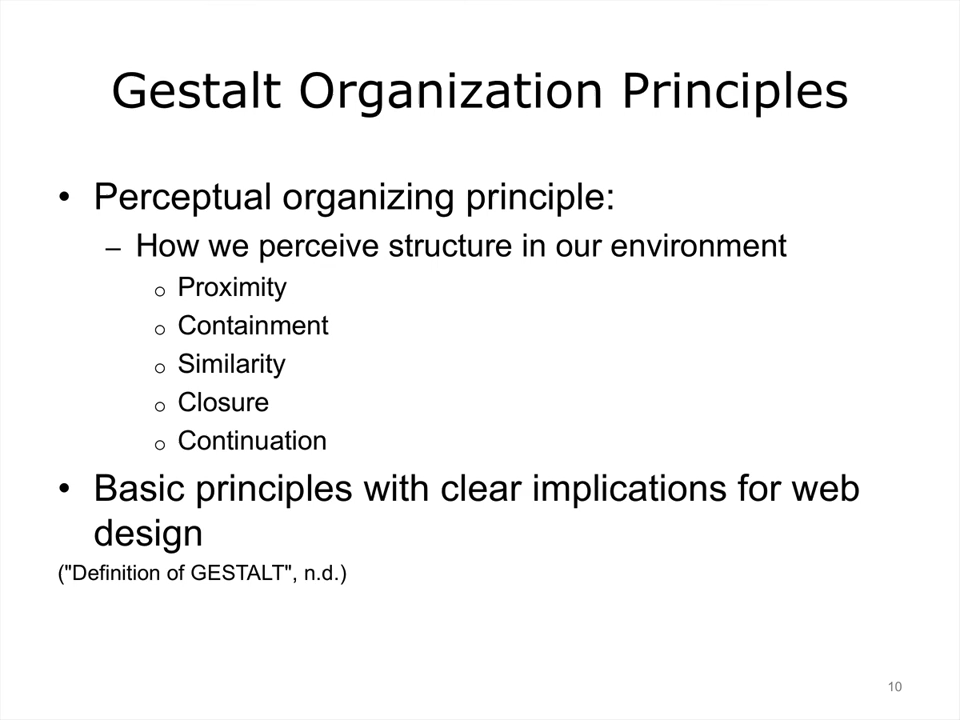 Gestalt Organization Principles
• Perceptual organizing principle:
– How we perceive structure in our environment
o Proximity
o Containment
o Similarity
o Closure
o Continuation
• Basic principles with clear implications for web
design
("Definition of GESTALT", n.d.)
10